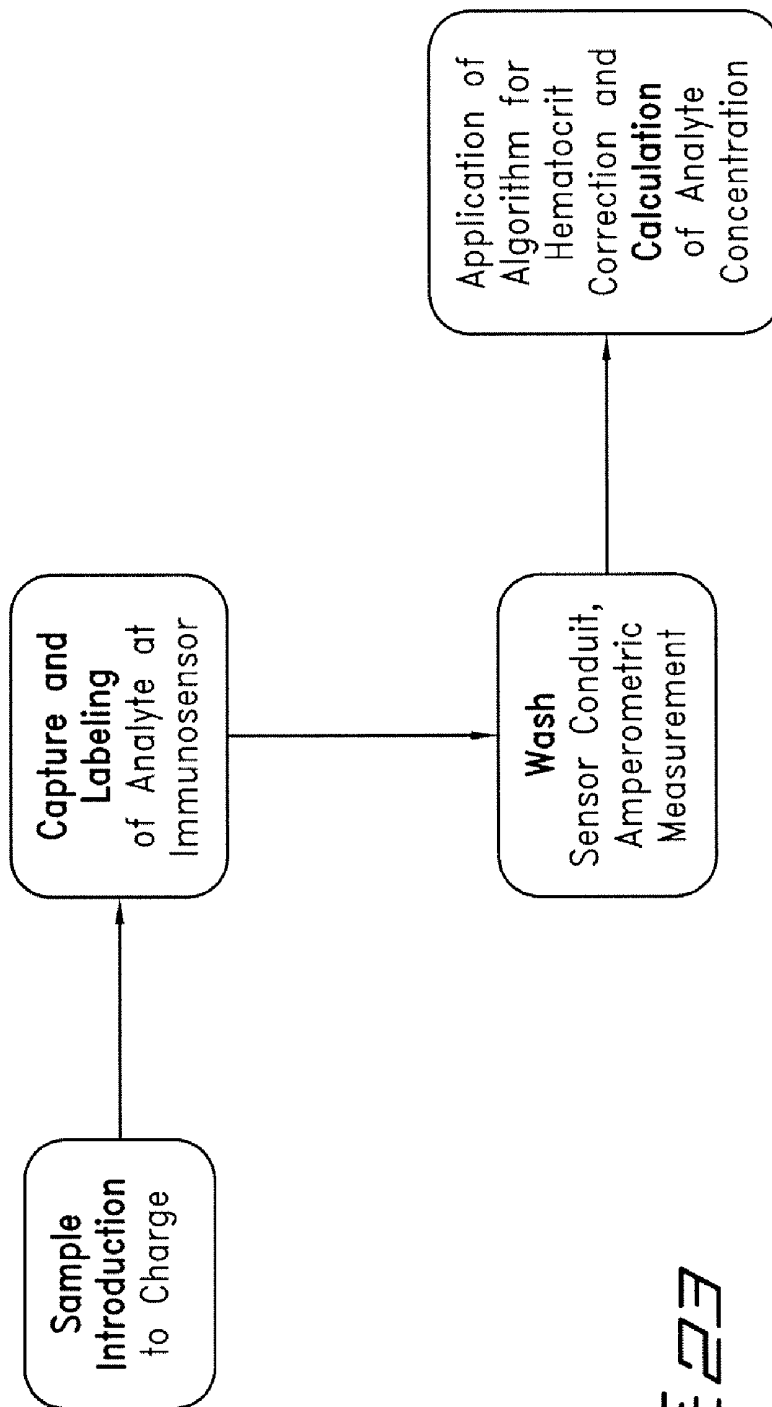 Sample
Introduction
to Charge
Capture and
Labeling
of Analyte at
Immunosensor
Wash
Sensor Conduit,
Amperometric
Measurement
Application of
Algorithm for
Hematocrit
Correction and
Calculation
of Analyte
Concentration
E 23